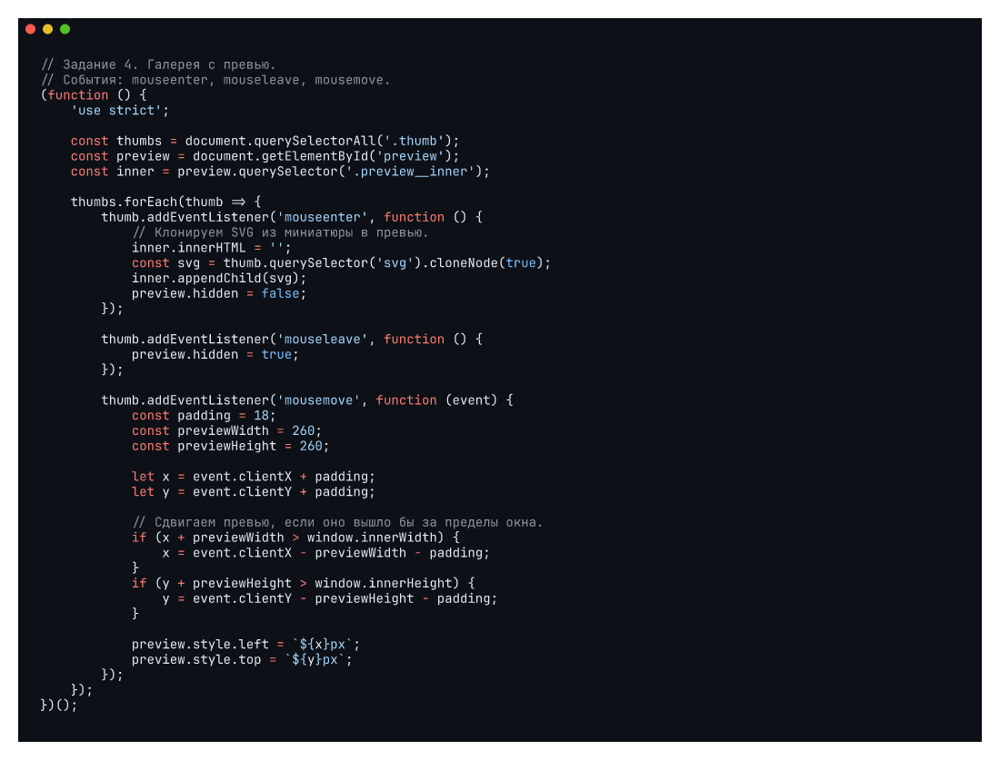 // Задание 4. Галерея с превью.
// События: mouseenter, mouseleave, mousemove.
(function () {
    'use strict';

    const thumbs = document.querySelectorAll('.thumb');
    const preview = document.getElementById('preview');
    const inner = preview.querySelector('.preview__inner');

    thumbs.forEach(thumb => {
        thumb.addEventListener('mouseenter', function () {
            // Клонируем SVG из миниатюры в превью.
            inner.innerHTML = '';
            const svg = thumb.querySelector('svg').cloneNode(true);
            inner.appendChild(svg);
            preview.hidden = false;
        });

        thumb.addEventListener('mouseleave', function () {
            preview.hidden = true;
        });

        thumb.addEventListener('mousemove', function (event) {
            const padding = 18;
            const previewWidth = 260;
            const previewHeight = 260;

            let x = event.clientX + padding;
            let y = event.clientY + padding;

            // Сдвигаем превью, если оно вышло бы за пределы окна.
            if (x + previewWidth > window.innerWidth) {
                x = event.clientX - previewWidth - padding;
            }
            if (y + previewHeight > window.innerHeight) {
                y = event.clientY - previewHeight - padding;
            }

            preview.style.left = `${x}px`;
            preview.style.top = `${y}px`;
        });
    });
})();